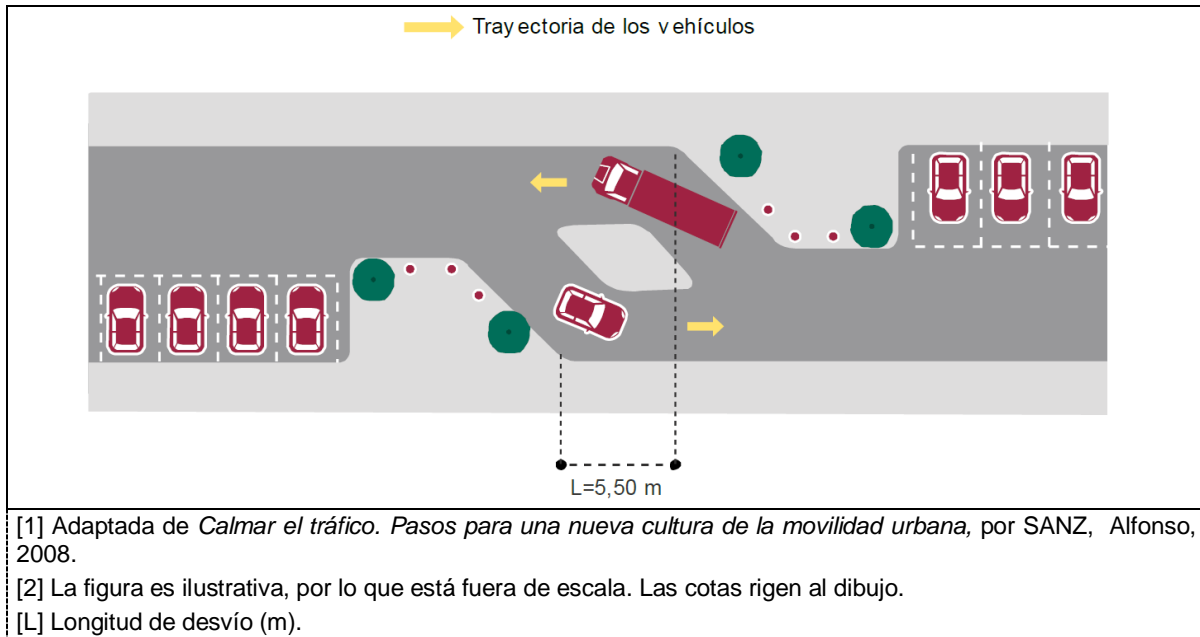 Trayectoria de los vehículos
L=5,50 m
[1] Adaptada de Calmar el tráfico. Pasos para una nueva cultura de la movilidad urbana, por SANZ, Alfonso,
2008.
[2] La figura es ilustrativa, por lo que está fuera de escala. Las cotas rigen al dibujo.
[L] Longitud de desvío (m).